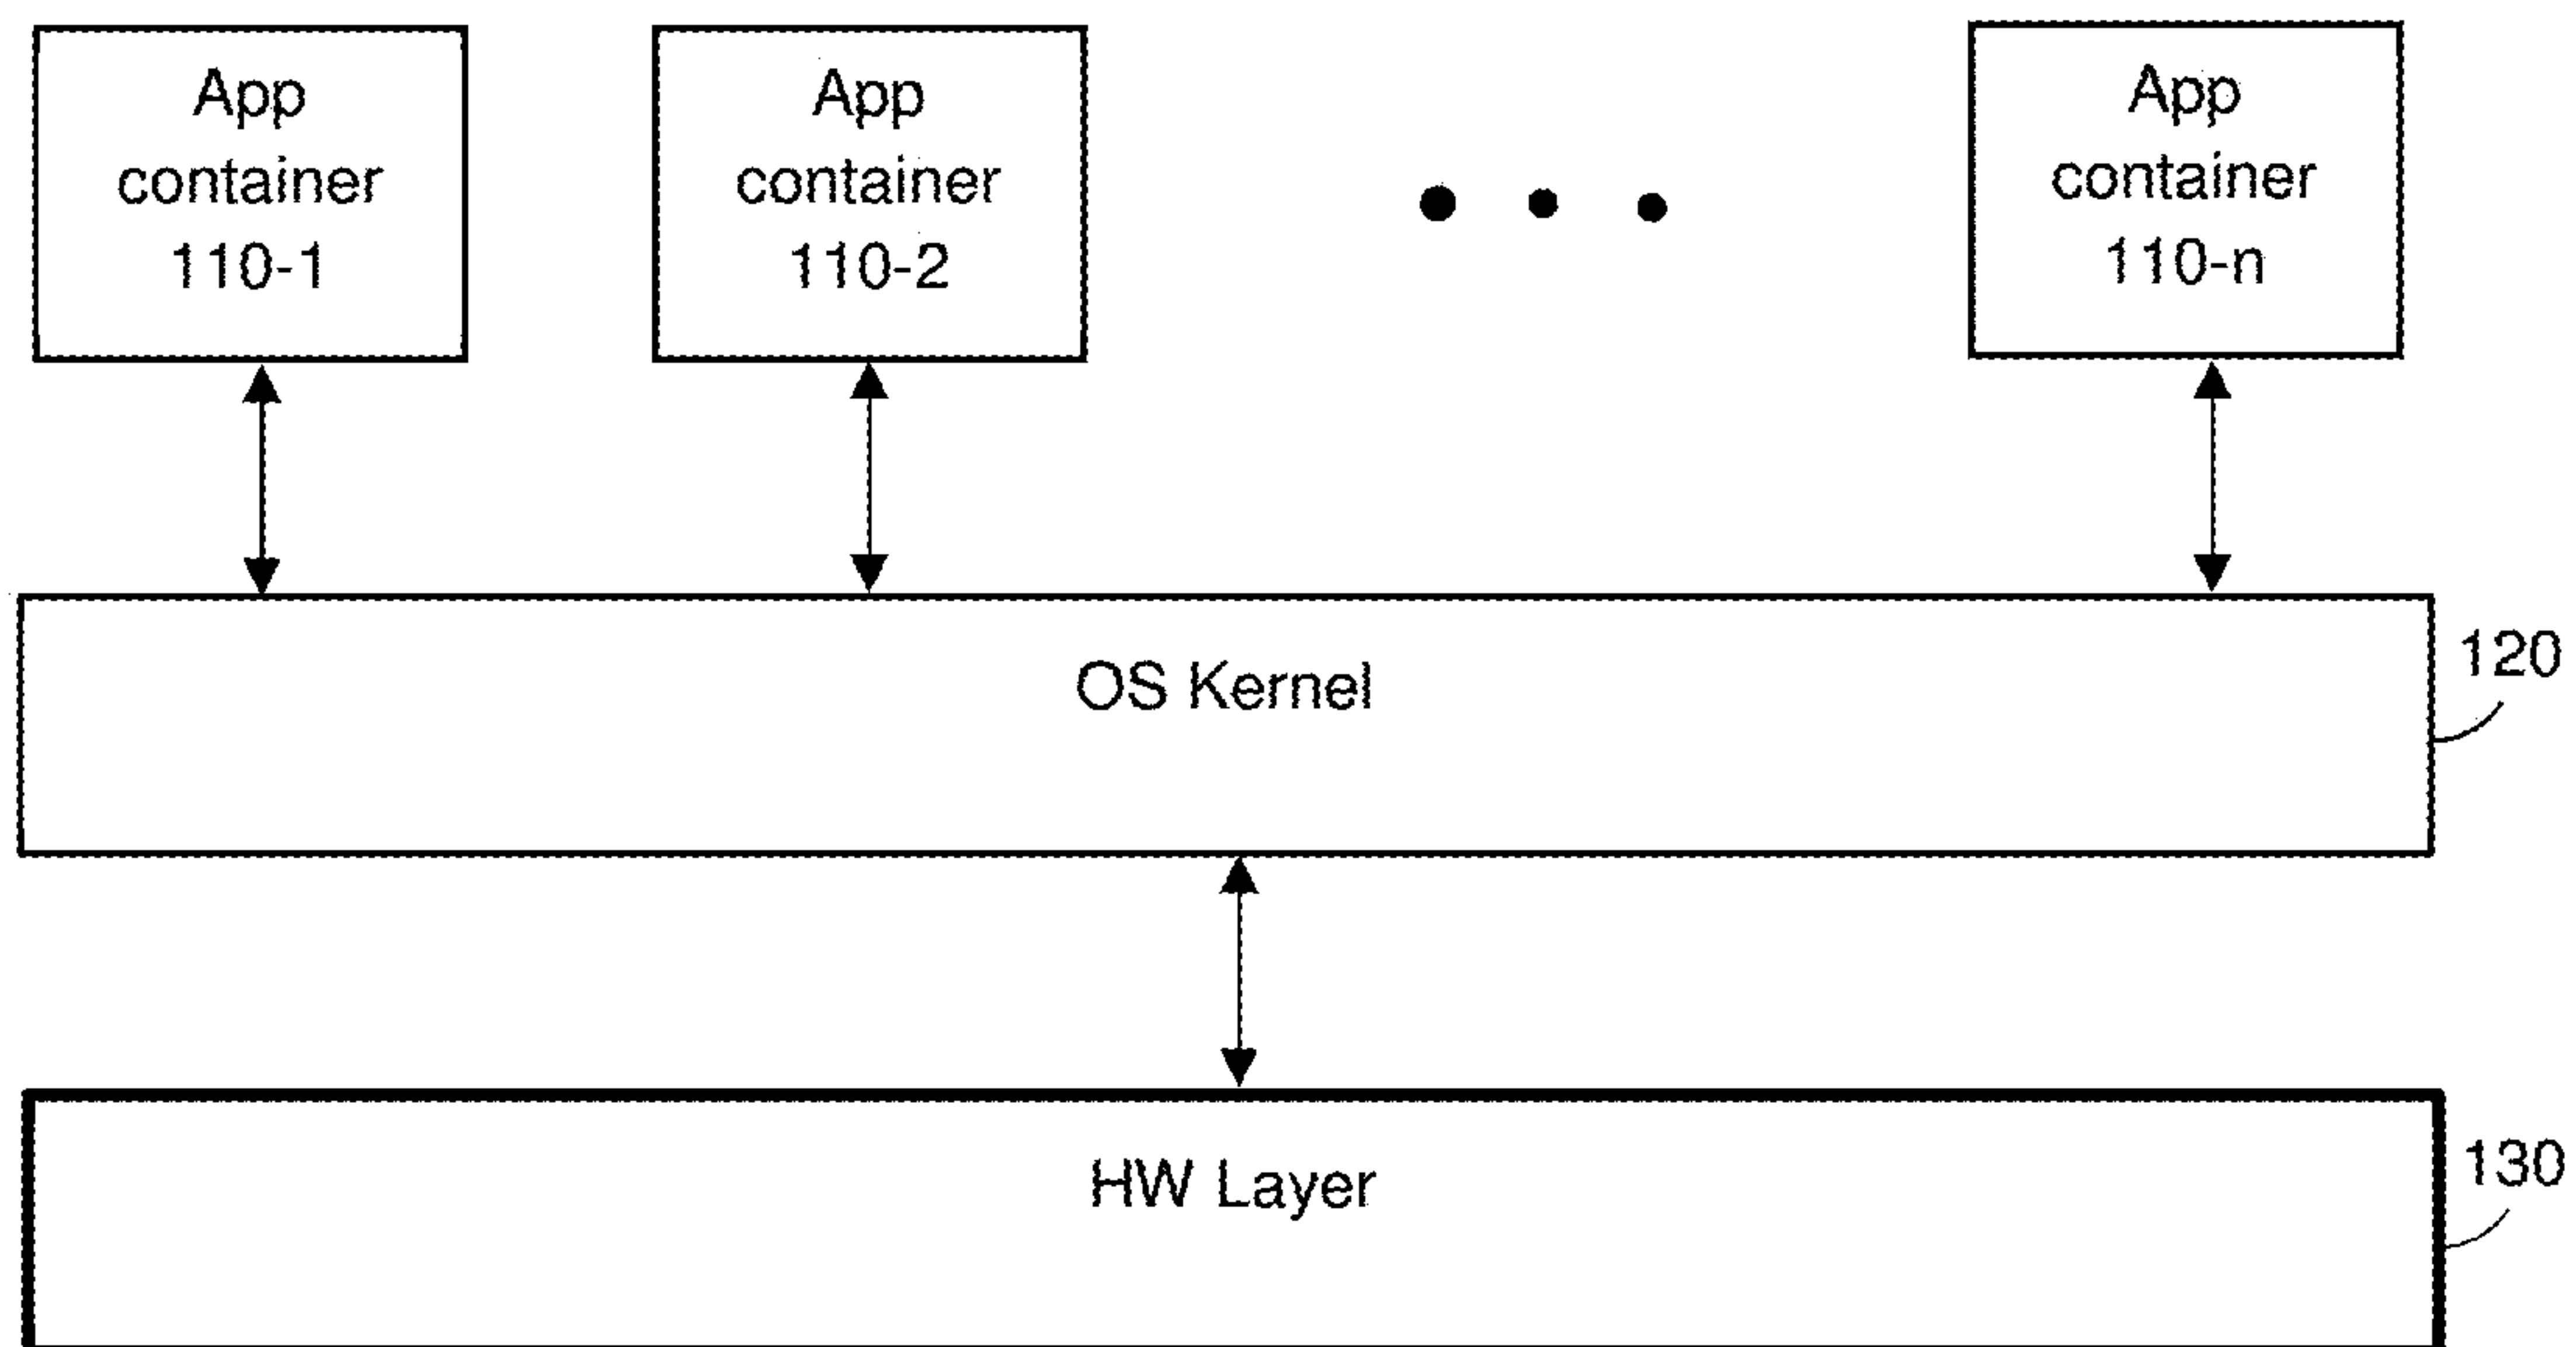 App
container
110-1
App
container
110-2
App
container
110-n
OS Kernel
120
HW Layer
130